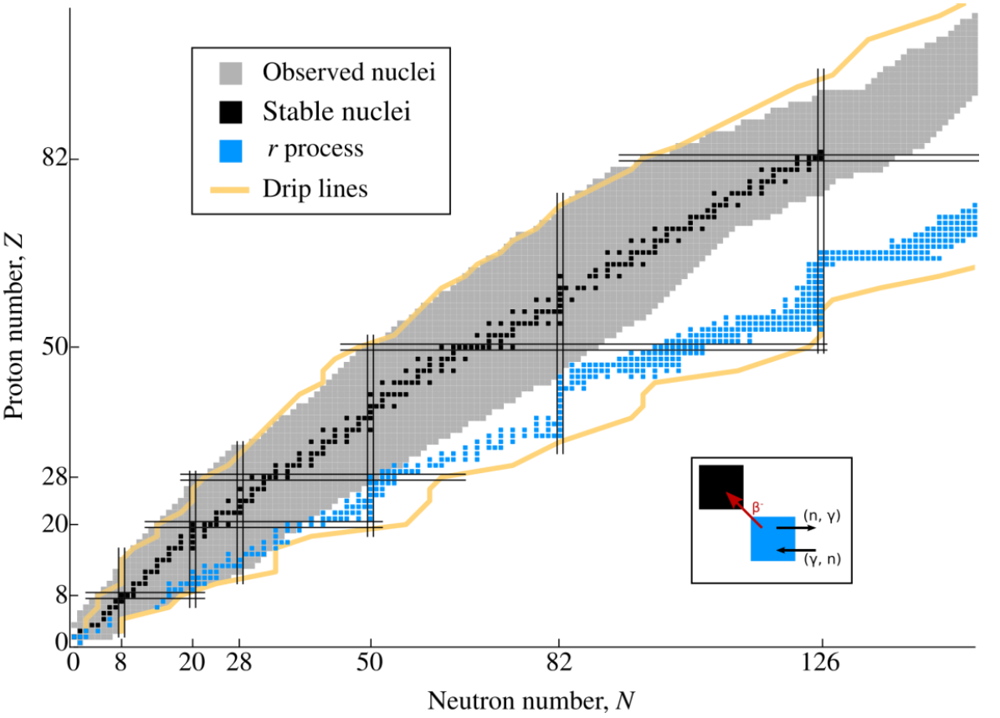 Observed nuclei
Stable nuclei
r process
Drip lines
Proton number, Z
82
50
28
20
8
0
β-
(n, γ)
(γ, n)
0 8 20 28 50 82 126
Neutron number, N